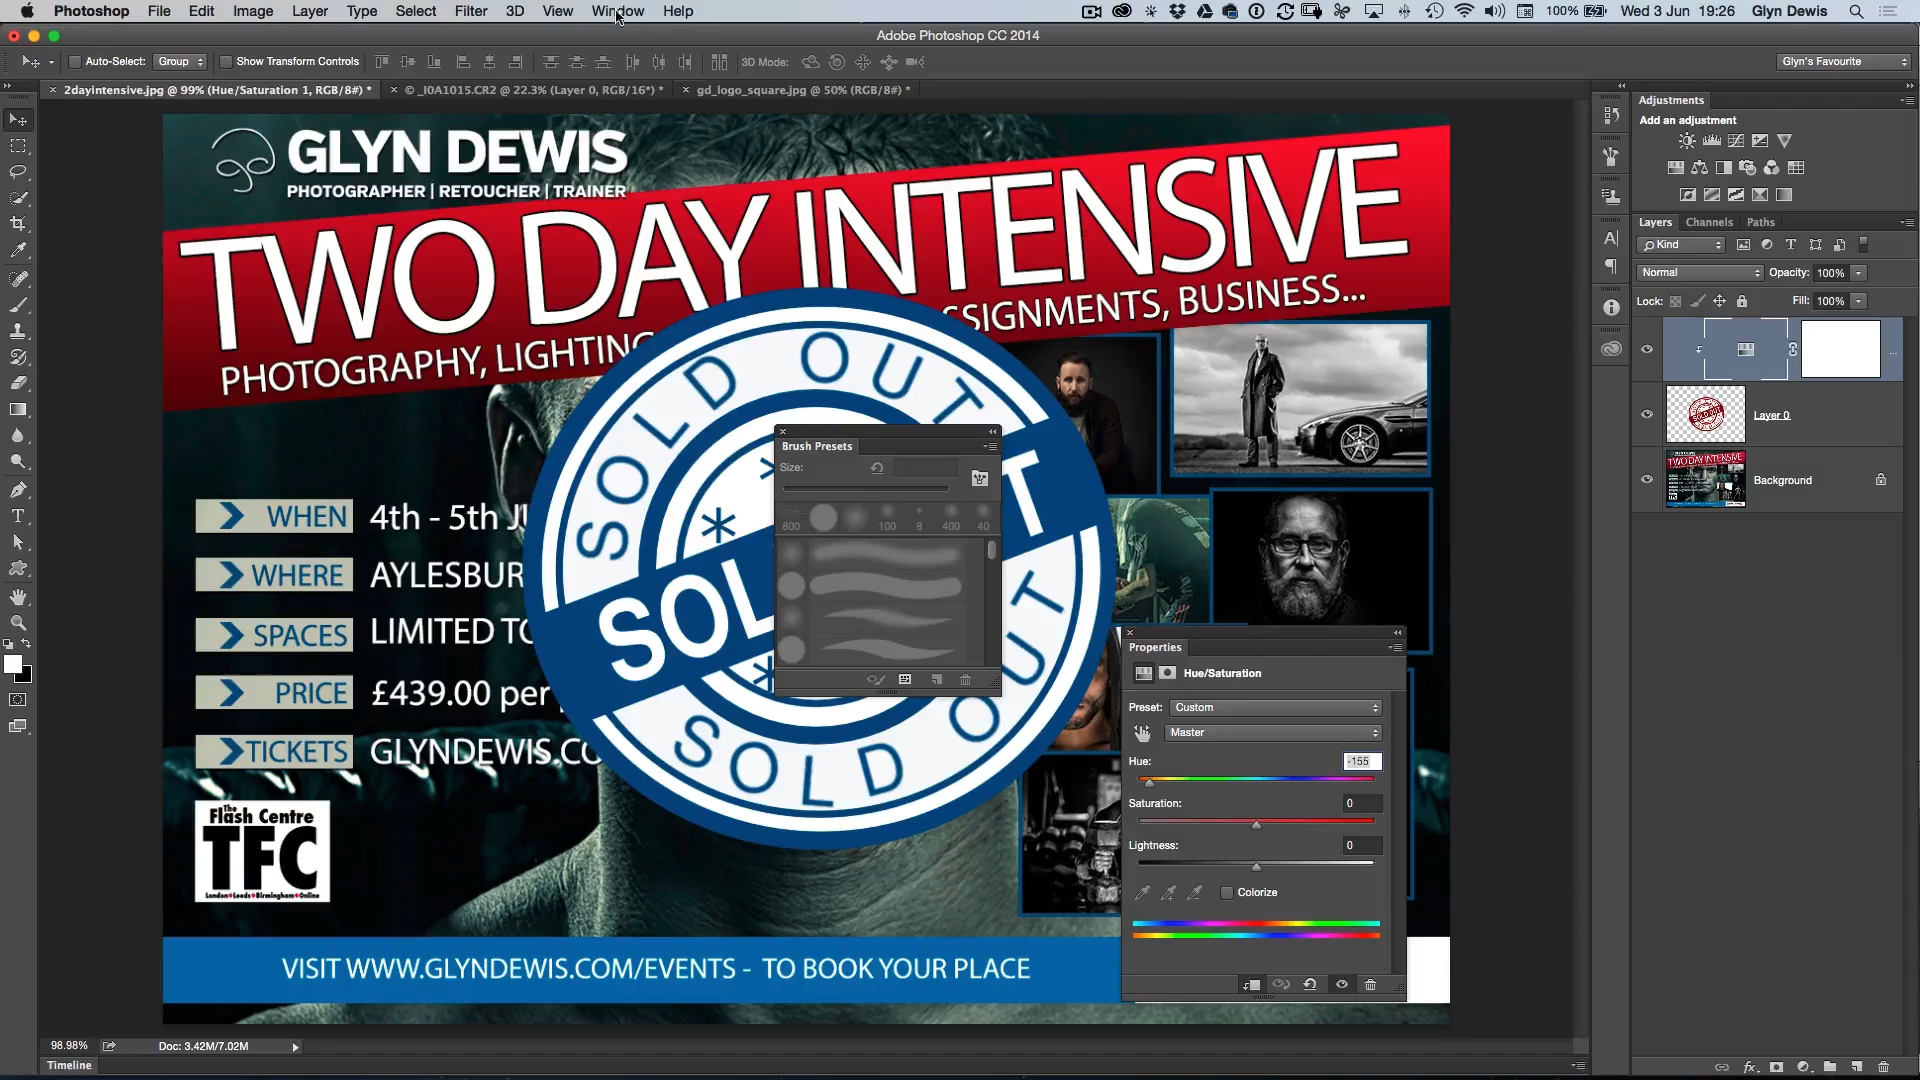 Photoshop File Edit Image Layer Type Select Filter 3D View Window Help 100% Wed 3 Jun 19:26 Glyn Dewis
Adobe Photoshop CC 2014
Auto-Select: Group Show Transform Controls 3D Mode: Glyn's Favourite
2dayintensive.jpg @ 99% (Hue/Saturation 1, RGB/8#) * © _I0A1015.CR2 @ 22.3% (Layer 0, RGB/16*) * gd_logo_square.jpg @ 50% (RGB/8#) *
GLYN DEWIS
PHOTOGRAPHER | RETOUCHER | TRAINER
TWO DAY INTENSIVE
PHOTOGRAPHY, LIGHTING
SSIGNMENTS, BUSINESS...
SOLD OUT
SOL
T
SOLD OUT
WHEN 4th - 5th JU
WHERE AYLESBUR
SPACES LIMITED TO
PRICE £439.00 per
TICKETS GLYNDEWIS.CO
The
Flash Centre
TFC
London Leeds Birmingham Online
VISIT WWW.GLYNDEWIS.COM/EVENTS - TO BOOK YOUR PLACE
Brush Presets
Size:
800 100 8 400 40
Properties
Hue/Saturation
Preset: Custom
Master
Hue: -155
Saturation: 0
Lightness: 0
Colorize
Adjustments
Add an adjustment
Layers Channels Paths
Kind
Normal Opacity: 100%
Lock: Fill: 100%
SOLD OUT
Layer 0
TWO DAY INTENSIVE
Background
98.98% Doc: 3.42M/7.02M
Timeline